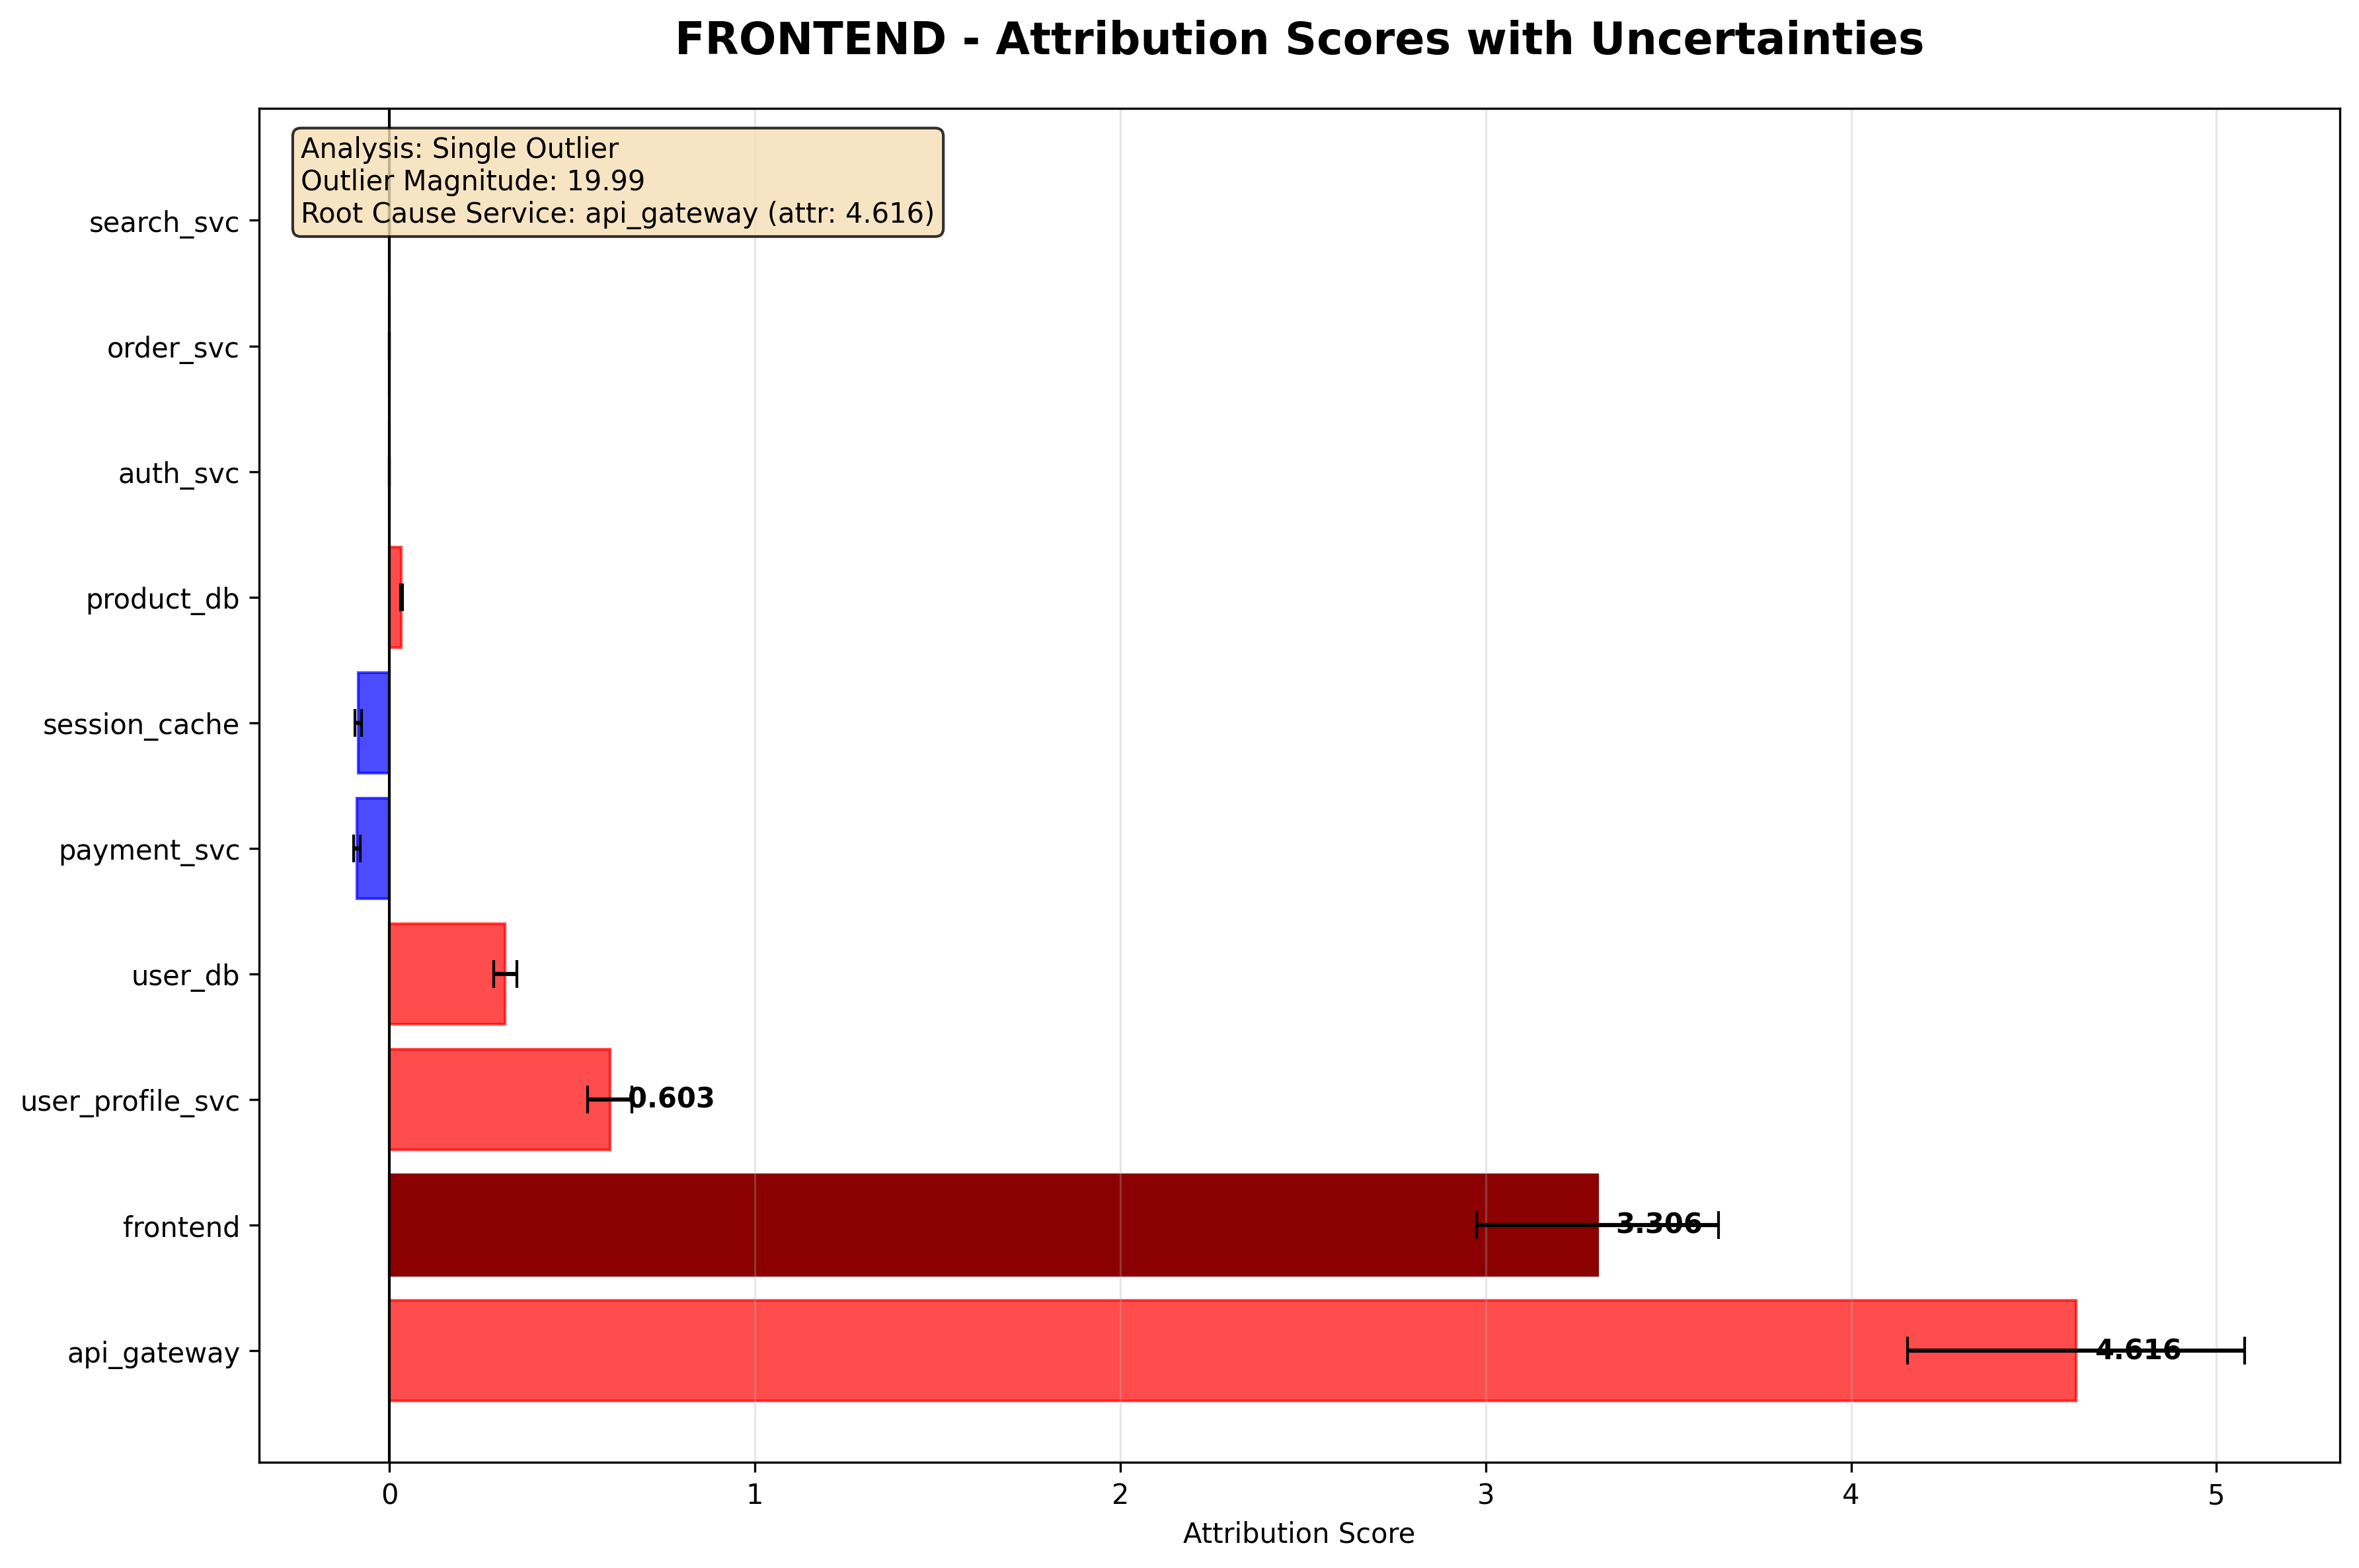 FRONTEND - Attribution Scores with Uncertainties
Analysis: Single Outlier
Outlier Magnitude: 19.99
Root Cause Service: api_gateway (attr: 4.616)
search_svc
order_svc
auth_svc
product_db
session_cache
payment_svc
user_db
user_profile_svc
0.603
frontend
3.306
api_gateway
4.616
0
1
2
3
4
5
Attribution Score